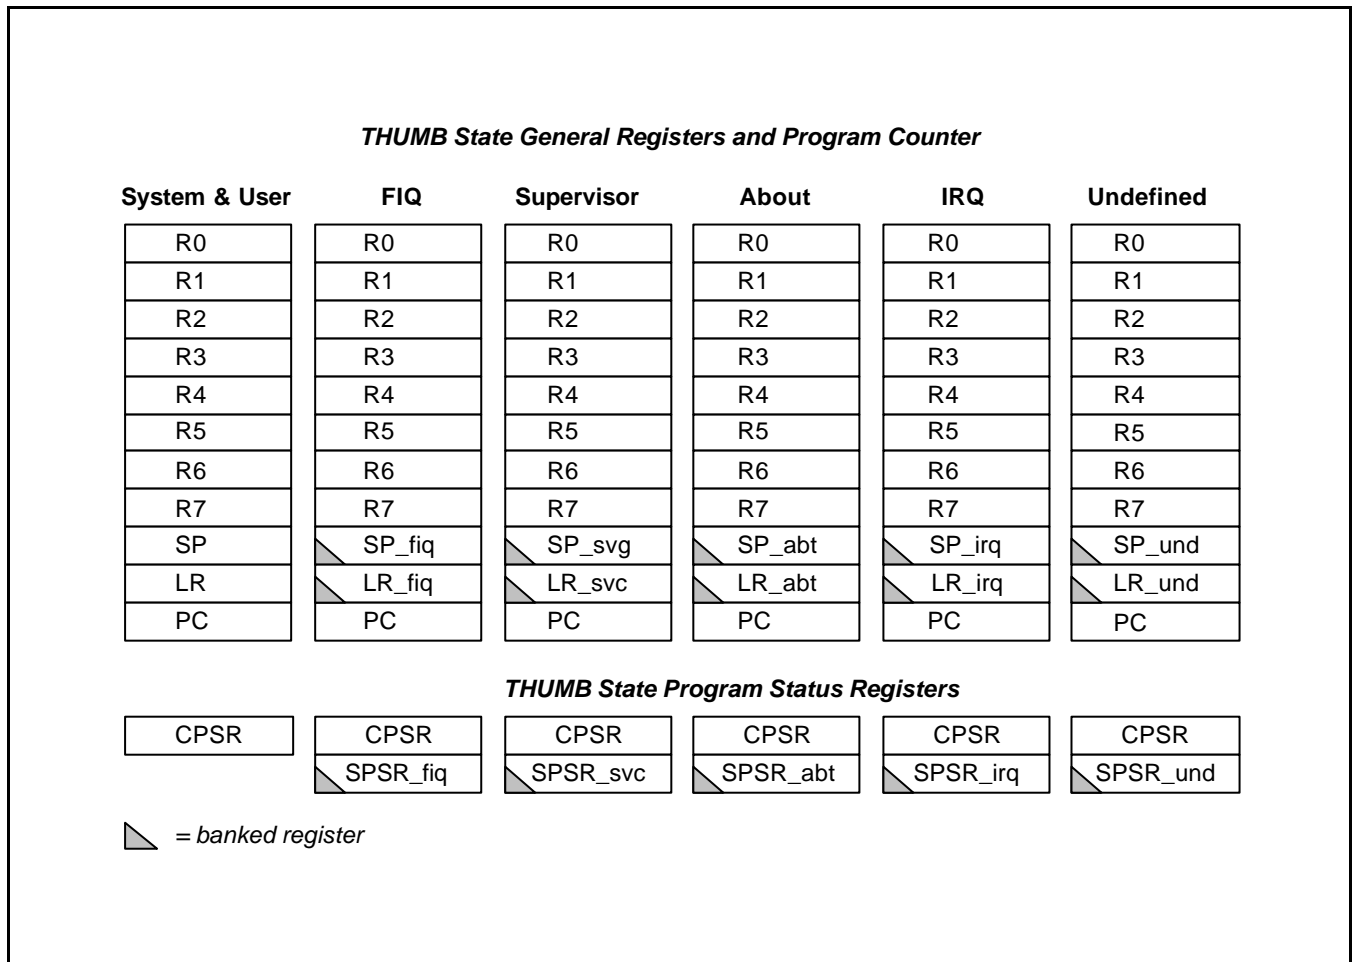 THUMB State General Registers and Program Counter
System & User FIQ Supervisor About IRQ Undefined
R0 R0 R0 R0 R0 R0
R1 R1 R1 R1 R1 R1
R2 R2 R2 R2 R2 R2
R3 R3 R3 R3 R3 R3
R4 R4 R4 R4 R4 R4
R5 R5 R5 R5 R5 R5
R6 R6 R6 R6 R6 R6
R7 R7 R7 R7 R7 R7
SP SP_fiq SP_svg SP_abt SP_irq SP_und
LR LR_fiq LR_svc LR_abt LR_irq LR_und
PC PC PC PC PC PC
THUMB State Program Status Registers
CPSR CPSR CPSR CPSR CPSR CPSR
SPSR_fiq SPSR_svc SPSR_abt SPSR_irq SPSR_und
= banked register